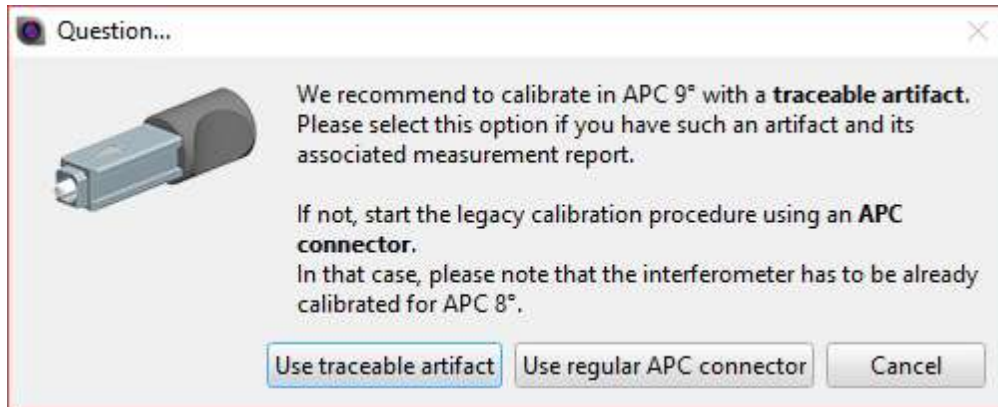 Question...
We recommend to calibrate in APC 9° with a traceable artifact.
Please select this option if you have such an artifact and its
associated measurement report.
If not, start the legacy calibration procedure using an APC
connector.
In that case, please note that the interferometer has to be already
calibrated for APC 8°.
Use traceable artifact Use regular APC connector Cancel